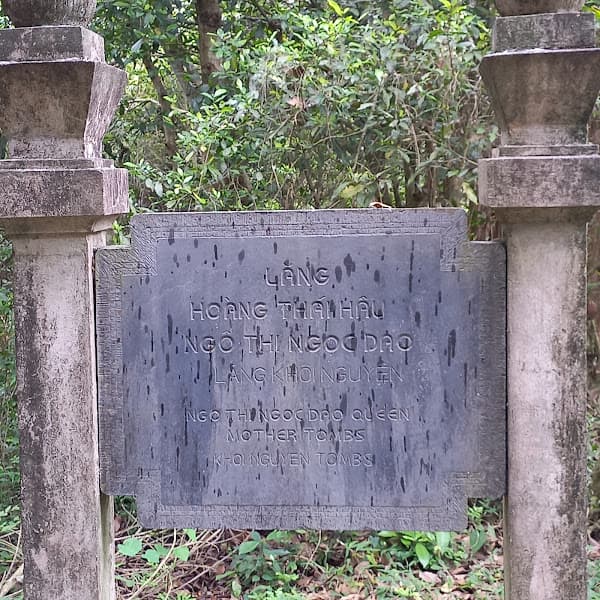 LĂNG
HOÀNG THÁI HẬU
NGÔ THỊ NGỌC DAO
LĂNG KHÔI NGUYÊN
NGO THI NGOC DAO QUEEN
MOTHER TOMBS
KHOI NGUYEN TOMBS